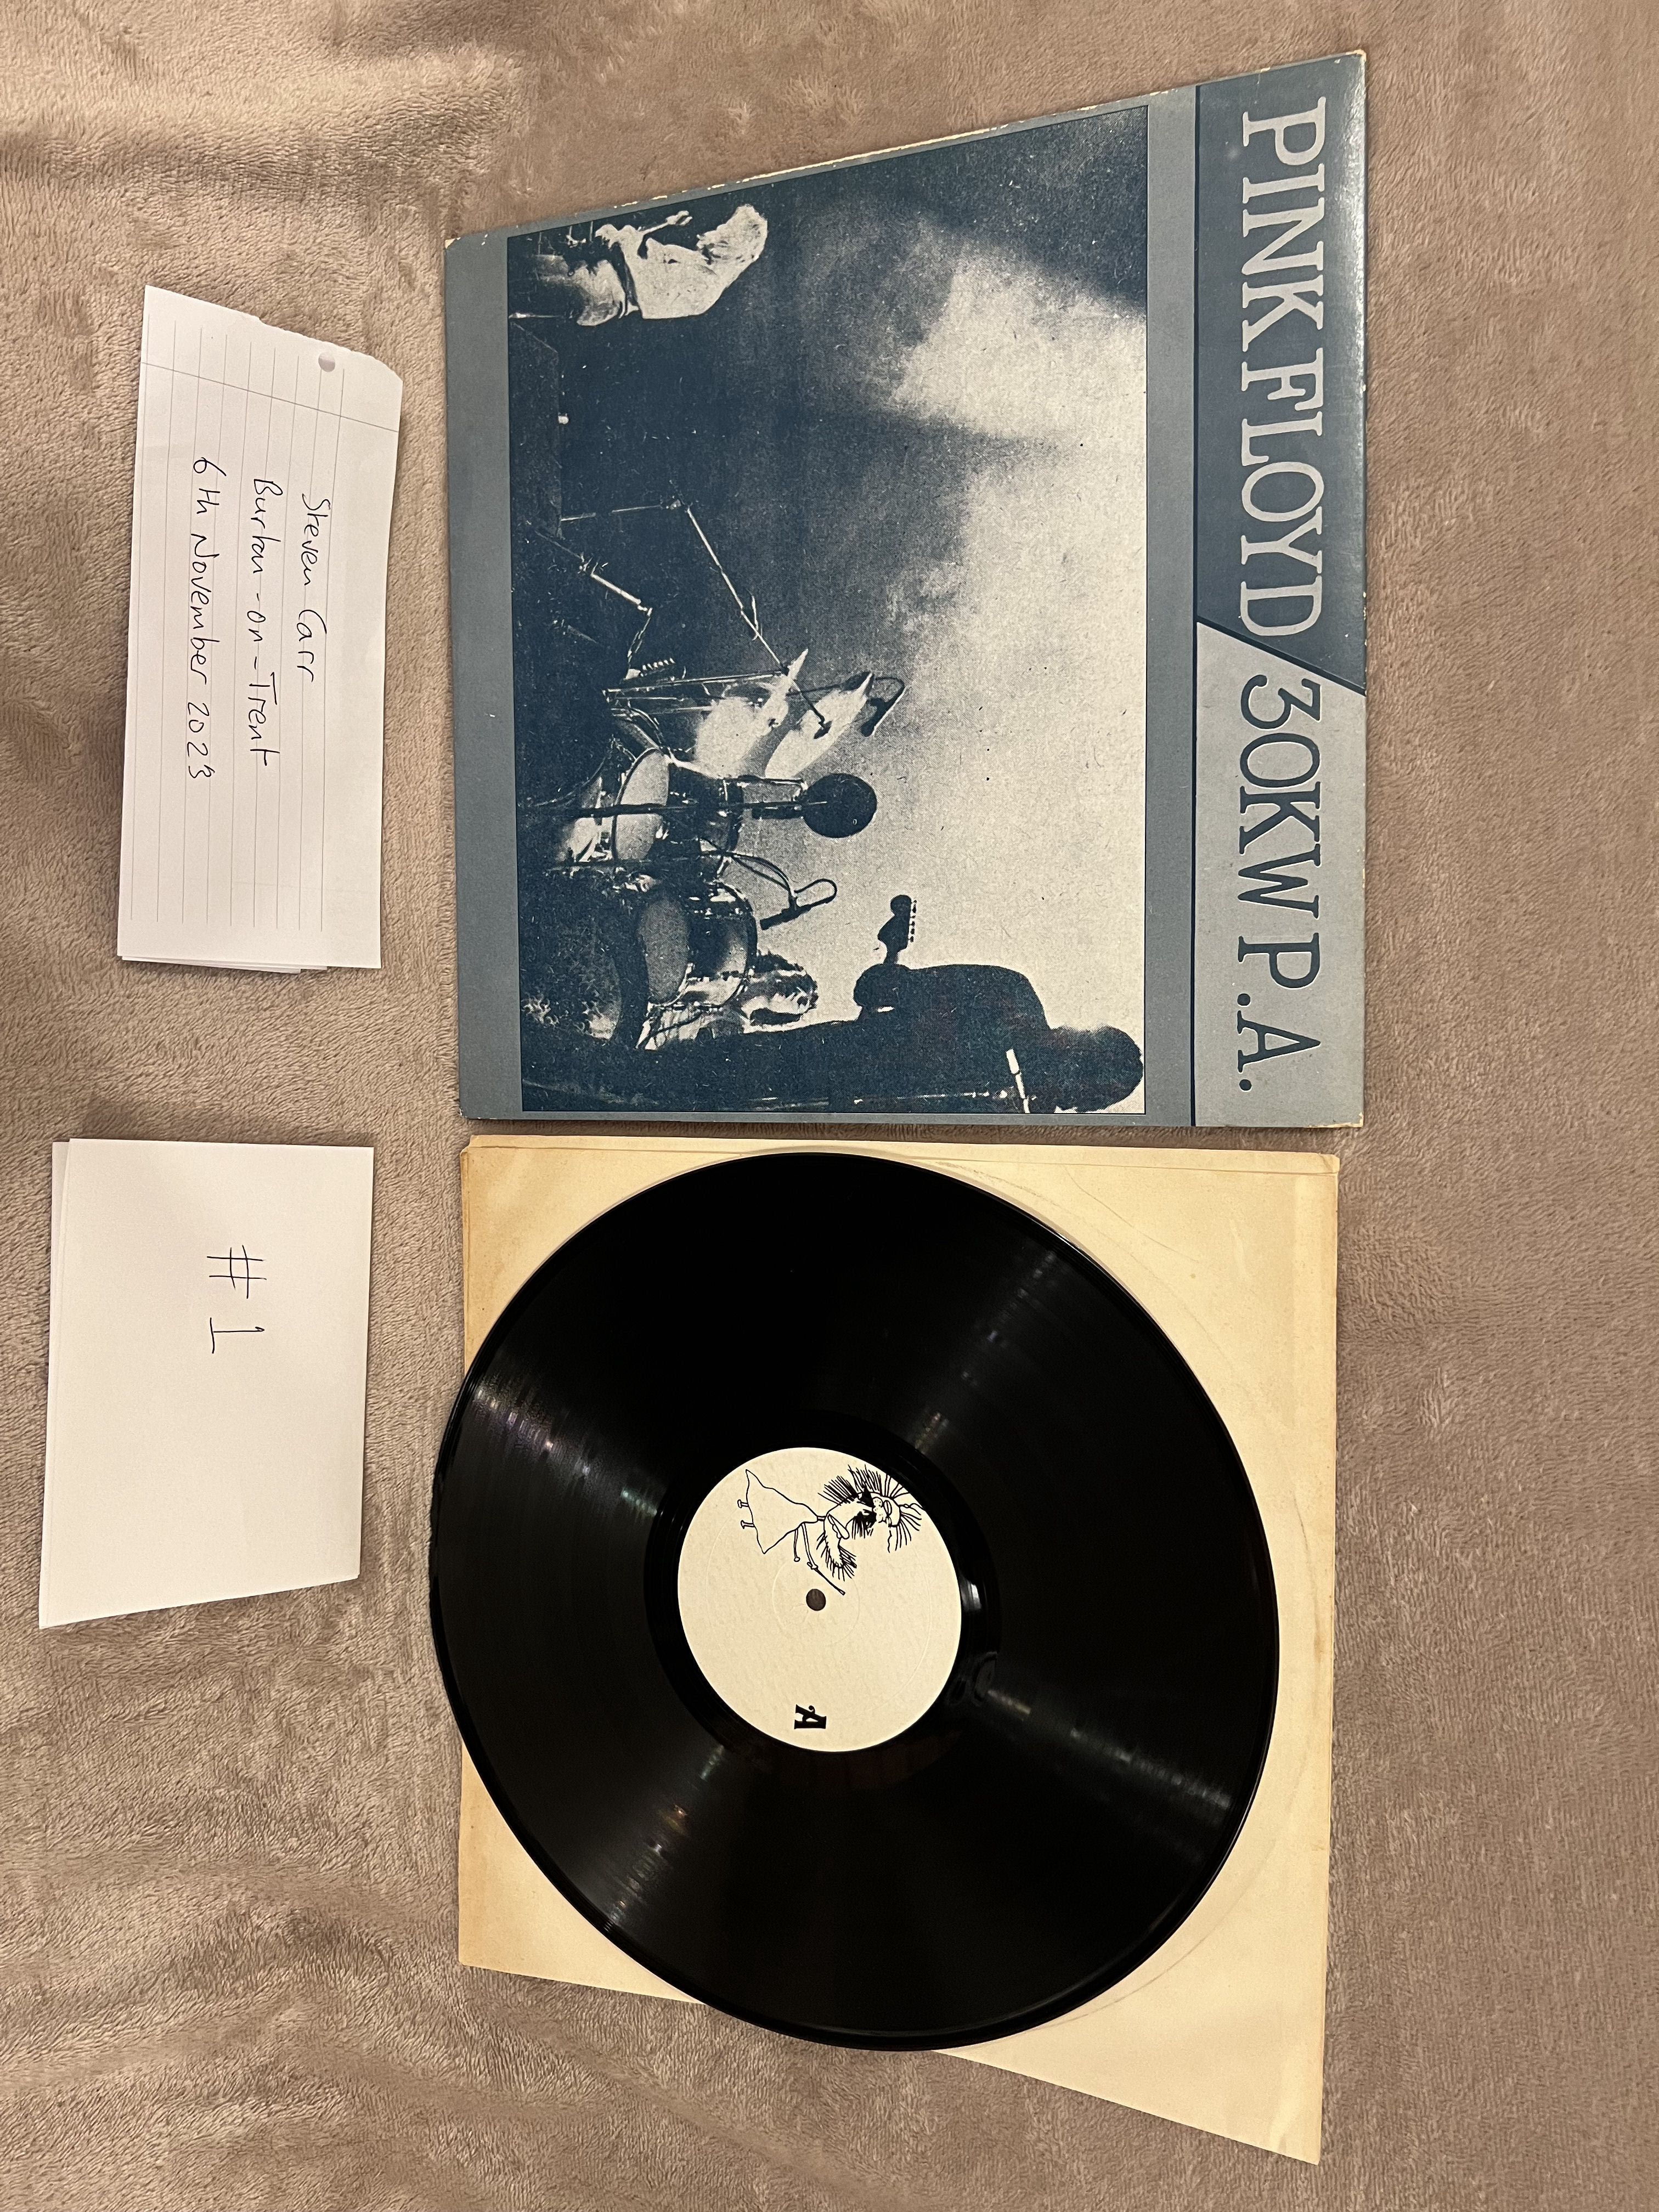 PINK FLOYD 30KW P.A.
Steven Carr
Burton-on-Trent
6th November 2023
#1
A